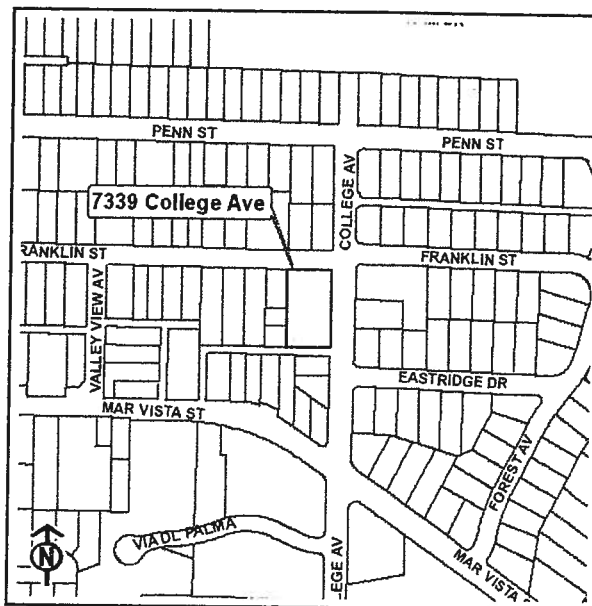 PENN ST
PENN ST
COLLEGE AV
7339 College Ave
RANKLIN ST
FRANKLIN ST
VALLEY VIEW AV
EASTRIDGE DR
MAR VISTA ST
FOREST AV
VIA DL PALMA
LEGE AV
MAR VISTA
N